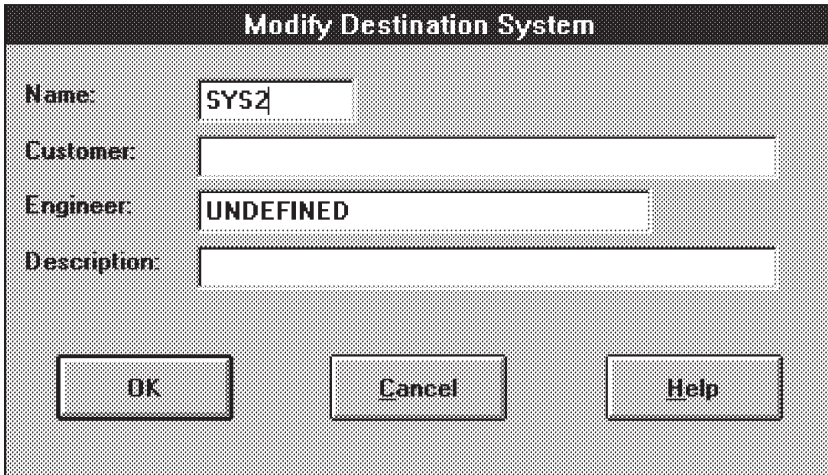 Modify Destination System
Name: SYS2
Customer:
Engineer: UNDEFINED
Description:
OK Cancel Help